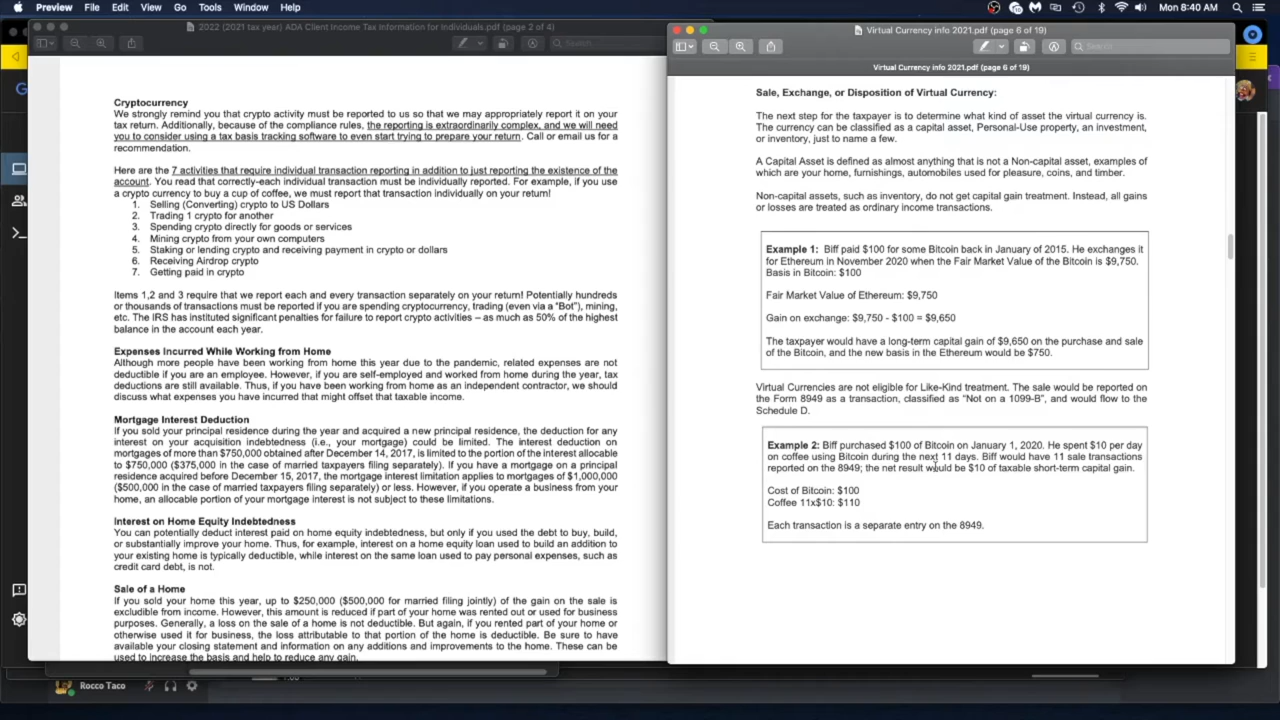 Preview File Edit View Go Tools Window Help
Mon 8:40 AM
2022 (2021 tax year) ADA Client Income Tax Information for Individuals.pdf (page 2 of 4)
Search
Cryptocurrency
We strongly remind you that crypto activity must be reported to us so that we may appropriately report it on your
tax return. Additionally, because of the compliance rules, the reporting is extraordinarily complex, and we will need
you to consider using a tax basis tracking software to even start trying to prepare your return. Call or email us for a
recommendation.
Here are the 7 activities that require individual transaction reporting in addition to just reporting the existence of the
account. You read that correctly-each individual transaction must be individually reported. For example, if you use
a crypto currency to buy a cup of coffee, we must report that transaction individually on your return!
1. Selling (Converting) crypto to US Dollars
2. Trading 1 crypto for another
3. Spending crypto directly for goods or services
4. Mining crypto from your own computers
5. Staking or lending crypto and receiving payment in crypto or dollars
6. Receiving Airdrop crypto
7. Getting paid in crypto
Items 1,2 and 3 require that we report each and every transaction separately on your return! Potentially hundreds
or thousands of transactions must be reported if you are spending cryptocurrency, trading (even via a "Bot"), mining,
etc. The IRS has instituted significant penalties for failure to report crypto activities – as much as 50% of the highest
balance in the account each year.
Expenses Incurred While Working from Home
Although more people have been working from home this year due to the pandemic, related expenses are not
deductible if you are an employee. However, if you are self-employed and worked from home during the year, tax
deductions are still available. Thus, if you have been working from home as an independent contractor, we should
discuss what expenses you have incurred that might offset that taxable income.
Mortgage Interest Deduction
If you sold your principal residence during the year and acquired a new principal residence, the deduction for any
interest on your acquisition indebtedness (i.e., your mortgage) could be limited. The interest deduction on
mortgages of more than $750,000 obtained after December 14, 2017, is limited to the portion of the interest allocable
to $750,000 ($375,000 in the case of married taxpayers filing separately). If you have a mortgage on a principal
residence acquired before December 15, 2017, the mortgage interest limitation applies to mortgages of $1,000,000
($500,000 in the case of married taxpayers filing separately) or less. However, if you operate a business from your
home, an allocable portion of your mortgage interest is not subject to these limitations.
Interest on Home Equity Indebtedness
You can potentially deduct interest paid on home equity indebtedness, but only if you used the debt to buy, build,
or substantially improve your home. Thus, for example, interest on a home equity loan used to build an addition to
your existing home is typically deductible, while interest on the same loan used to pay personal expenses, such as
credit card debt, is not.
Sale of a Home
If you sold your home this year, up to $250,000 ($500,000 for married filing jointly) of the gain on the sale is
excludible from income. However, this amount is reduced if part of your home was rented out or used for business
purposes. Generally, a loss on the sale of a home is not deductible. But again, if you rented part of your home or
otherwise used it for business, the loss attributable to that portion of the home is deductible. Be sure to have
available your closing statement and information on any additions and improvements to the home. These can be
used to increase the basis and help to reduce any gain.
Virtual Currency info 2021.pdf (page 6 of 19)
Search
Virtual Currency info 2021.pdf (page 6 of 19)
Sale, Exchange, or Disposition of Virtual Currency:
The next step for the taxpayer is to determine what kind of asset the virtual currency is.
The currency can be classified as a capital asset, Personal-Use property, an investment,
or inventory, just to name a few.
A Capital Asset is defined as almost anything that is not a Non-capital asset, examples of
which are your home, furnishings, automobiles used for pleasure, coins, and timber.
Non-capital assets, such as inventory, do not get capital gain treatment. Instead, all gains
or losses are treated as ordinary income transactions.
Example 1: Biff paid $100 for some Bitcoin back in January of 2015. He exchanges it
for Ethereum in November 2020 when the Fair Market Value of the Bitcoin is $9,750.
Basis in Bitcoin: $100
Fair Market Value of Ethereum: $9,750
Gain on exchange: $9,750 - $100 = $9,650
The taxpayer would have a long-term capital gain of $9,650 on the purchase and sale
of the Bitcoin, and the new basis in the Ethereum would be $750.
Virtual Currencies are not eligible for Like-Kind treatment. The sale would be reported on
the Form 8949 as a transaction, classified as "Not on a 1099-B", and would flow to the
Schedule D.
Example 2: Biff purchased $100 of Bitcoin on January 1, 2020. He spent $10 per day
on coffee using Bitcoin during the next 11 days. Biff would have 11 sale transactions
reported on the 8949; the net result would be $10 of taxable short-term capital gain.
Cost of Bitcoin: $100
Coffee 11x$10: $110
Each transaction is a separate entry on the 8949.
Rocco Taco